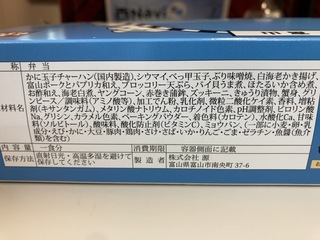 名 称 弁当
かに玉子チャーハン(国内製造)、シウマイ、べっ甲玉子、ぶり味噌焼、白海老かき揚げ、
富山ポークとパプリカ和え、ブロッコリー天ぷら、パイ貝うま煮、ほたるいか含め煮、
お酢和え、海老白煮、ヤングコーン、赤巻蒲鉾、ズッキーニ、きゅうり漬物、蟹身、グリ
原材料名 ンピース/調味料(アミノ酸等)、加工でん粉、乳化剤、微粒二酸化ケイ素、香料、増粘
剤(キサンタンガム)、メタリン酸ナトリウム、カロチノイド色素、pH調整剤、ピロリン酸
Na、グリシン、カラメル色素、ベーキングパウダー、着色料(カロテン)、水酸化Ca、甘味
料(ソルビトール)、酸味料、酸化防止剤(ビタミンC)、ミョウバン、(一部に小麦・卵・乳
成分・えび・かに・大豆・豚肉・鶏肉・さけ・さば・いか・りんご・ごま・ゼラチン・魚醤(魚介
類)を含む)
内容量 一食分 消費期限 容器側面に記載
保存方法 直射日光・高温多湿を避けて
保存してください。 製造者 株式会社 源
富山県富山市南央町37-6